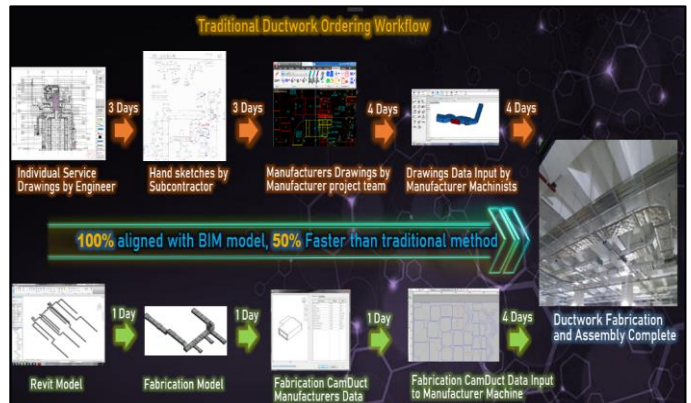 Traditional Ductwork Ordering Workflow
3 Days
3 Days
4 Days
4 Days
Individual Service
Drawings by Engineer
Hand sketches by
Subcontractor
Manufacturers Drawings by
Manufacturer project team
Drawings Data Input by
Manufacturer Machinists
100% aligned with BIM model, 50% Faster than traditional method
1 Day
1 Day
1 Day
4 Days
Revit Model
Fabrication Model
Fabrication CamDuct
Manufacturers Data
Fabrication CamDuct Data Input
to Manufacturer Machine
Ductwork Fabrication
and Assembly Complete